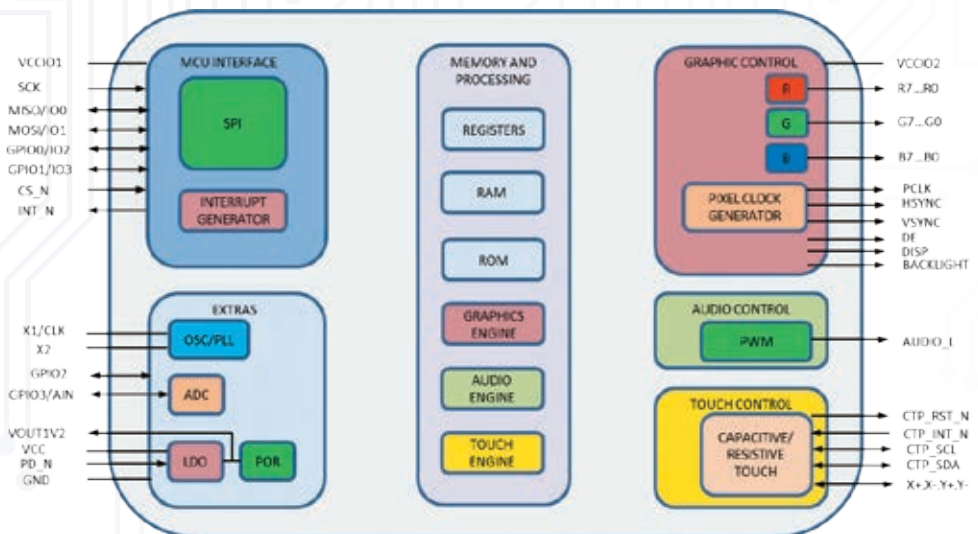 VCCIO1
SCK
MISO/IO0
MOSI/IO1
GPIO0/IO2
GPIO1/IO3
CS_N
INT_N
MCU INTERFACE
SPI
INTERRUPT
GENERATOR
X1/CLK
X2
GPIO2
GPIO3/AIN
VOUT1V2
VCC
PD_N
GND
EXTRAS
OSC/PLL
ADC
LDO
POR
MEMORY AND
PROCESSING
REGISTERS
RAM
ROM
GRAPHICS
ENGINE
AUDIO
ENGINE
TOUCH
ENGINE
GRAPHIC CONTROL
R
G
B
PIXEL CLOCK
GENERATOR
VCCIO2
R7...R0
G7...G0
B7...B0
PCLK
HSYNC
VSYNC
DE
DISP
BACKLIGHT
AUDIO CONTROL
PWM
AUDIO_L
TOUCH CONTROL
CAPACITIVE/
RESISTIVE
TOUCH
CTP_RST_N
CTP_INT_N
CTP_SCL
CTP_SDA
X+,X-,Y+,Y-